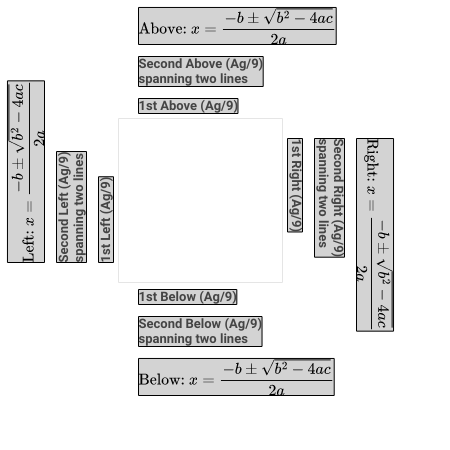 Above: x = \frac{-b \pm \sqrt{b^2 - 4ac}}{2a}
Second Above (Ag/9)
spanning two lines
1st Above (Ag/9)
Left: x = \frac{-b \pm \sqrt{b^2 - 4ac}}{2a}
Second Left (Ag/9)
spanning two lines
1st Left (Ag/9)
1st Right (Ag/9)
Second Right (Ag/9)
spanning two lines
Right: x = \frac{-b \pm \sqrt{b^2 - 4ac}}{2a}
1st Below (Ag/9)
Second Below (Ag/9)
spanning two lines
Below: x = \frac{-b \pm \sqrt{b^2 - 4ac}}{2a}